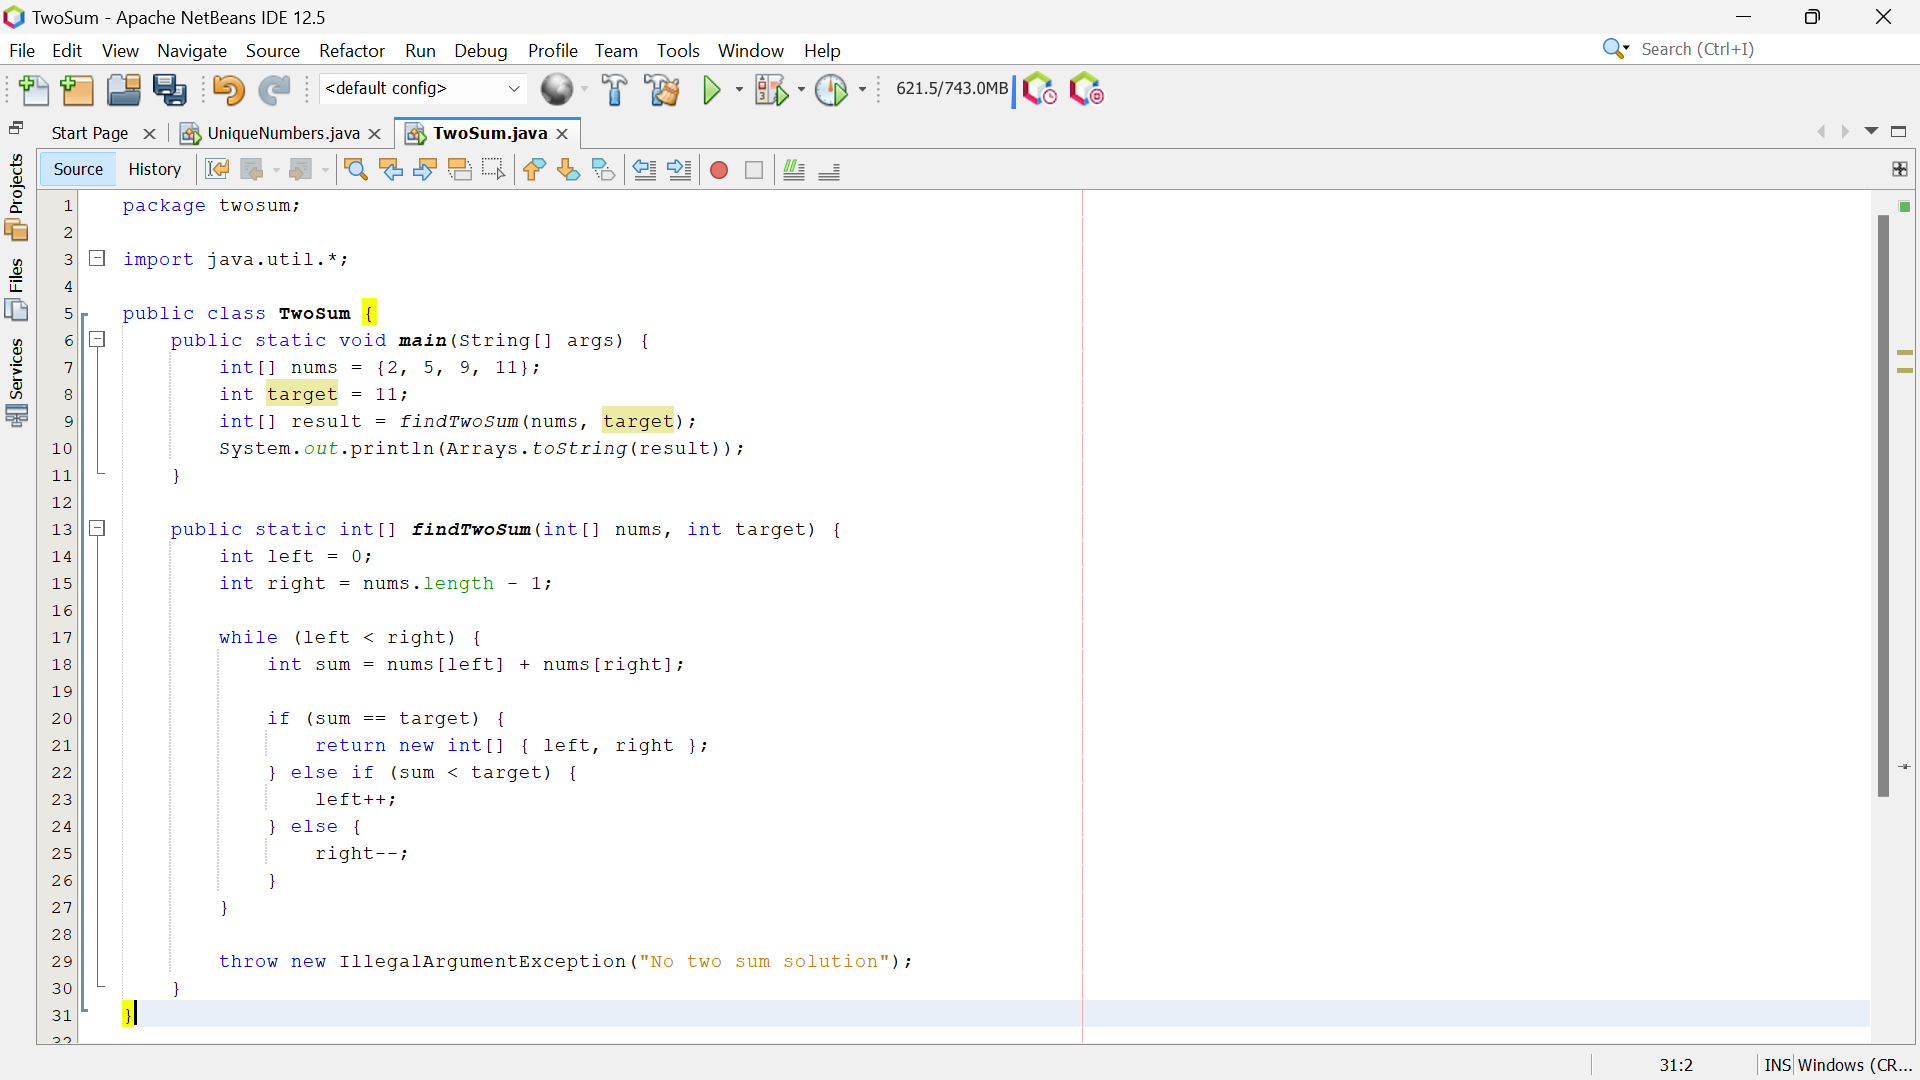 TwoSum - Apache NetBeans IDE 12.5
File Edit View Navigate Source Refactor Run Debug Profile Team Tools Window Help
Search (Ctrl+I)
<default config>
621.5/743.0MB
Start Page
UniqueNumbers.java
TwoSum.java
Source
History
Projects
Files
Services
1 package twosum;
2
3 import java.util.*;
4
5 public class TwoSum {
6     public static void main(String[] args) {
7         int[] nums = {2, 5, 9, 11};
8         int target = 11;
9         int[] result = findTwoSum(nums, target);
10         System.out.println(Arrays.toString(result));
11     }
12
13     public static int[] findTwoSum(int[] nums, int target) {
14         int left = 0;
15         int right = nums.length - 1;
16
17         while (left < right) {
18             int sum = nums[left] + nums[right];
19
20             if (sum == target) {
21                 return new int[] { left, right };
22             } else if (sum < target) {
23                 left++;
24             } else {
25                 right--;
26             }
27         }
28
29         throw new IllegalArgumentException("No two sum solution");
30     }
31 }
32
31:2
INS
Windows (CR...